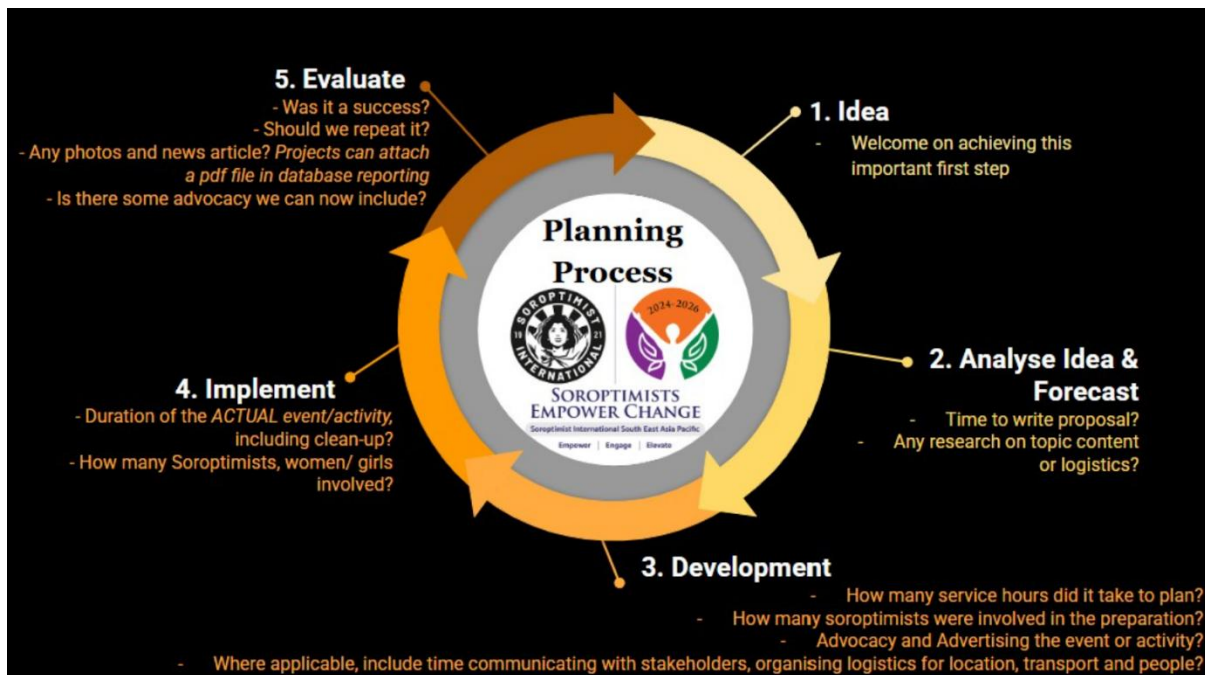 Planning
Process
SOROPTIMIST
INTERNATIONAL
19 21
2024-2026
SOROPTIMISTS
EMPOWER CHANGE
Soroptimist International South East Asia Pacific
Empower | Engage | Elevate
1. Idea
- Welcome on achieving this
important first step
2. Analyse Idea &
Forecast
- Time to write proposal?
- Any research on topic content
or logistics?
3. Development
- How many service hours did it take to plan?
- How many soroptimists were involved in the preparation?
- Advocacy and Advertising the event or activity?
- Where applicable, include time communicating with stakeholders, organising logistics for location, transport and people?
4. Implement
- Duration of the ACTUAL event/activity,
including clean-up?
- How many Soroptimists, women/ girls
involved?
5. Evaluate
- Was it a success?
- Should we repeat it?
- Any photos and news article? Projects can attach
a pdf file in database reporting
- Is there some advocacy we can now include?